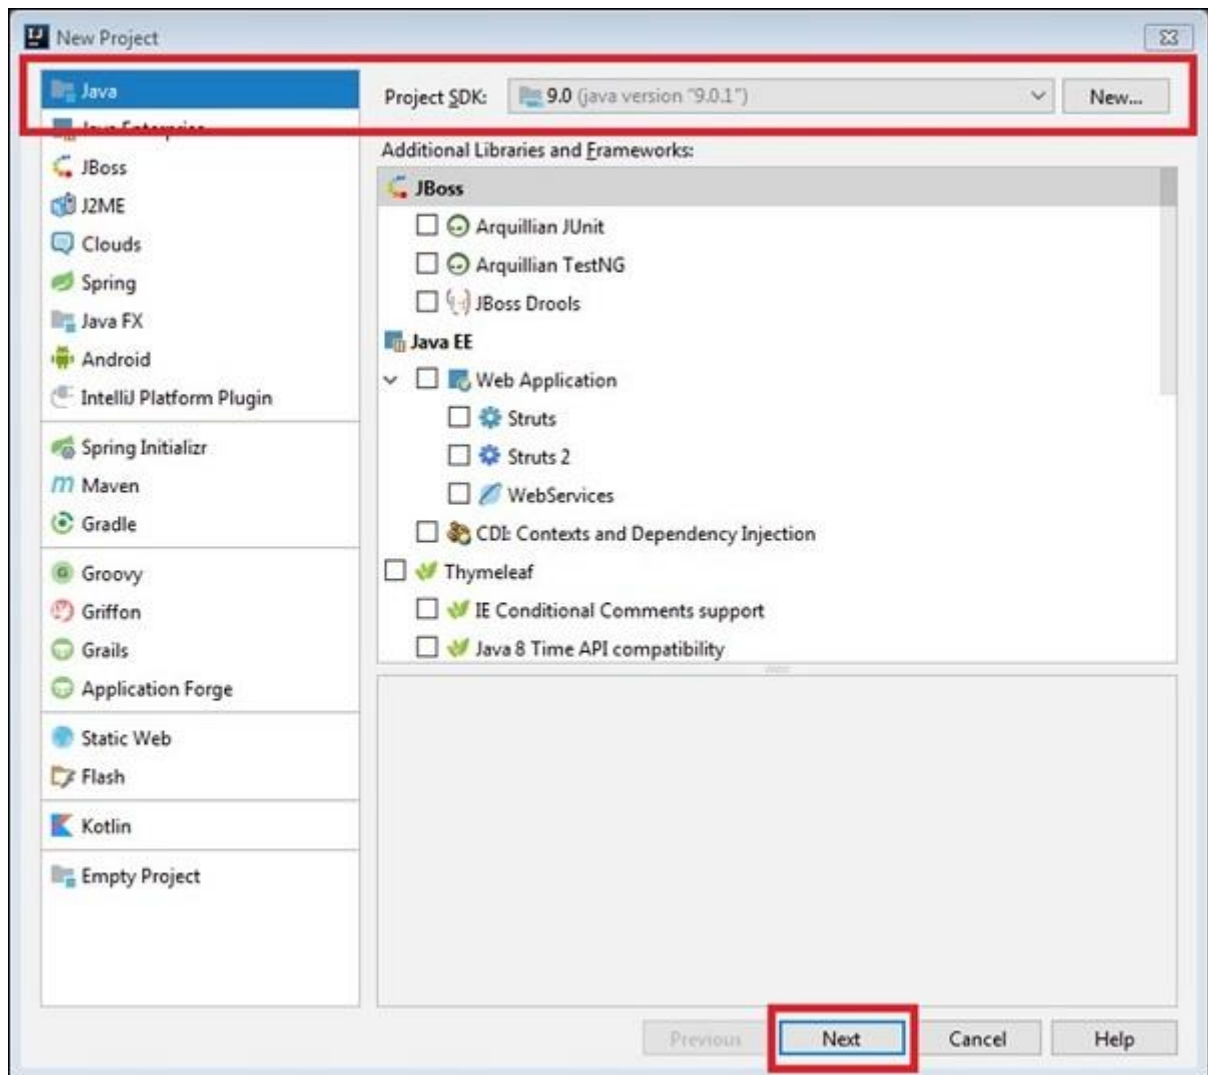 New Project
Java
Java Enterprise
JBoss
J2ME
Clouds
Spring
Java FX
Android
IntelliJ Platform Plugin
Spring Initializr
Maven
Gradle
Groovy
Griffon
Grails
Application Forge
Static Web
Flash
Kotlin
Empty Project
Project SDK: 9.0 (java version "9.0.1") New...
Additional Libraries and Frameworks:
JBoss
Arquillian JUnit
Arquillian TestNG
JBoss Drools
Java EE
Web Application
Struts
Struts 2
WebServices
CDI: Contexts and Dependency Injection
Thymeleaf
IE Conditional Comments support
Java 8 Time API compatibility
Previous Next Cancel Help